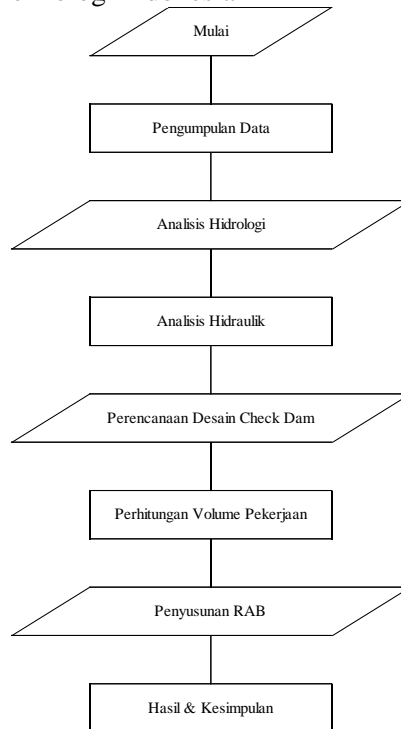 Mulai
Pengumpulan Data
Analisis Hidrologi
Analisis Hidraulik
Perencanaan Desain Check Dam
Perhitungan Volume Pekerjaan
Penyusunan RAB
Hasil & Kesimpulan